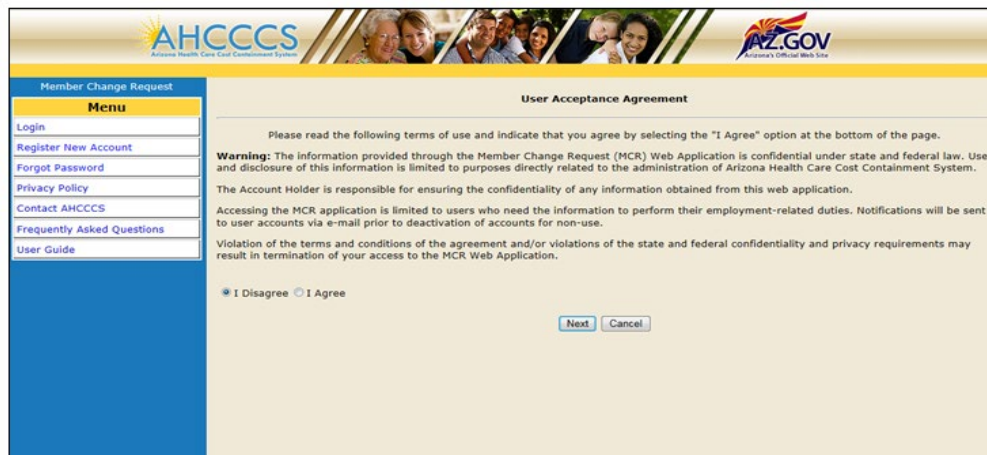 AHCCCS
Arizona Health Care Cost Containment System
AZ.GOV
Arizona's Official Web Site
Member Change Request
Menu
Login
Register New Account
Forgot Password
Privacy Policy
Contact AHCCCS
Frequently Asked Questions
User Guide
User Acceptance Agreement
Please read the following terms of use and indicate that you agree by selecting the "I Agree" option at the bottom of the page.
Warning: The information provided through the Member Change Request (MCR) Web Application is confidential under state and federal law. Use
and disclosure of this information is limited to purposes directly related to the administration of Arizona Health Care Cost Containment System.
The Account Holder is responsible for ensuring the confidentiality of any information obtained from this web application.
Accessing the MCR application is limited to users who need the information to perform their employment-related duties. Notifications will be sent
to user accounts via e-mail prior to deactivation of accounts for non-use.
Violation of the terms and conditions of the agreement and/or violations of the state and federal confidentiality and privacy requirements may
result in termination of your access to the MCR Web Application.
I Disagree I Agree
Next Cancel